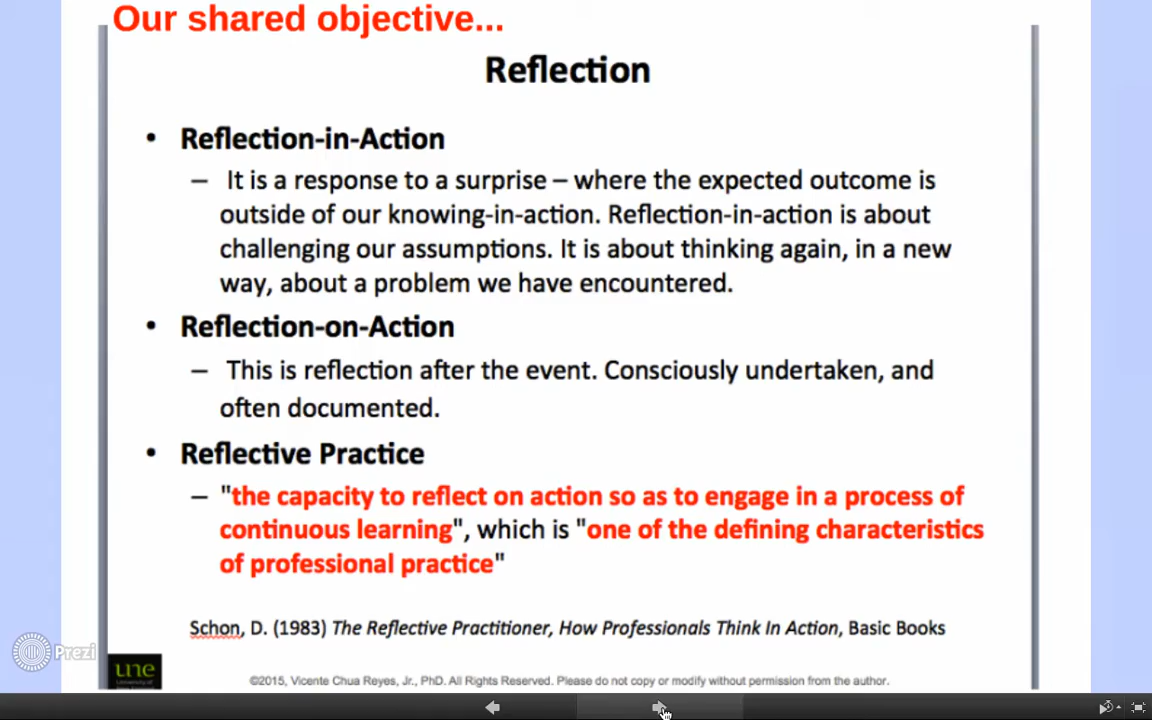 Our shared objective...
Reflection
• Reflection-in-Action
– It is a response to a surprise – where the expected outcome is
outside of our knowing-in-action. Reflection-in-action is about
challenging our assumptions. It is about thinking again, in a new
way, about a problem we have encountered.
• Reflection-on-Action
– This is reflection after the event. Consciously undertaken, and
often documented.
• Reflective Practice
– "the capacity to reflect on action so as to engage in a process of
continuous learning", which is "one of the defining characteristics
of professional practice"
Schon, D. (1983) The Reflective Practitioner, How Professionals Think In Action, Basic Books
Prezi
une
©2015, Vicente Chua Reyes, Jr., PhD. All Rights Reserved. Please do not copy or modify without permission from the author.